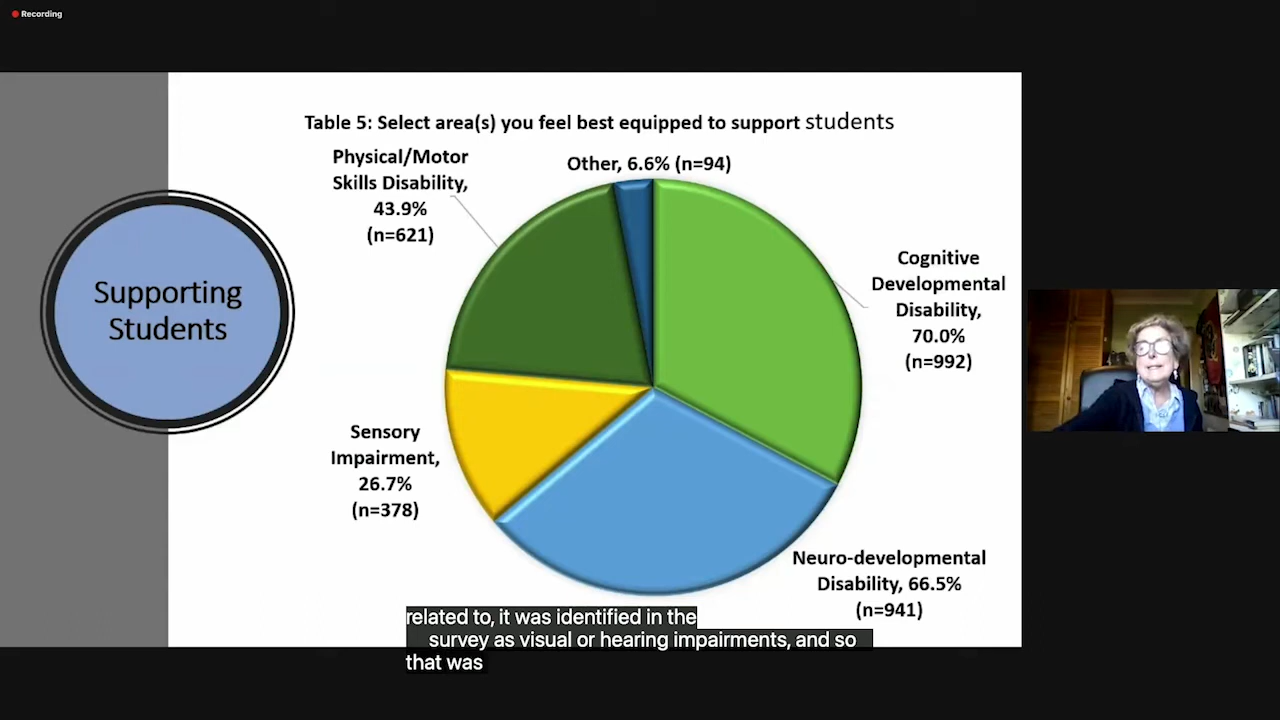 Recording
Table 5: Select area(s) you feel best equipped to support students
Physical/Motor
Skills Disability,
43.9%
(n=621)
Other, 6.6% (n=94)
Cognitive
Developmental
Disability,
70.0%
(n=992)
Supporting
Students
Sensory
Impairment,
26.7%
(n=378)
Neuro-developmental
Disability, 66.5%
(n=941)
related to, it was identified in the
survey as visual or hearing impairments, and so
that was